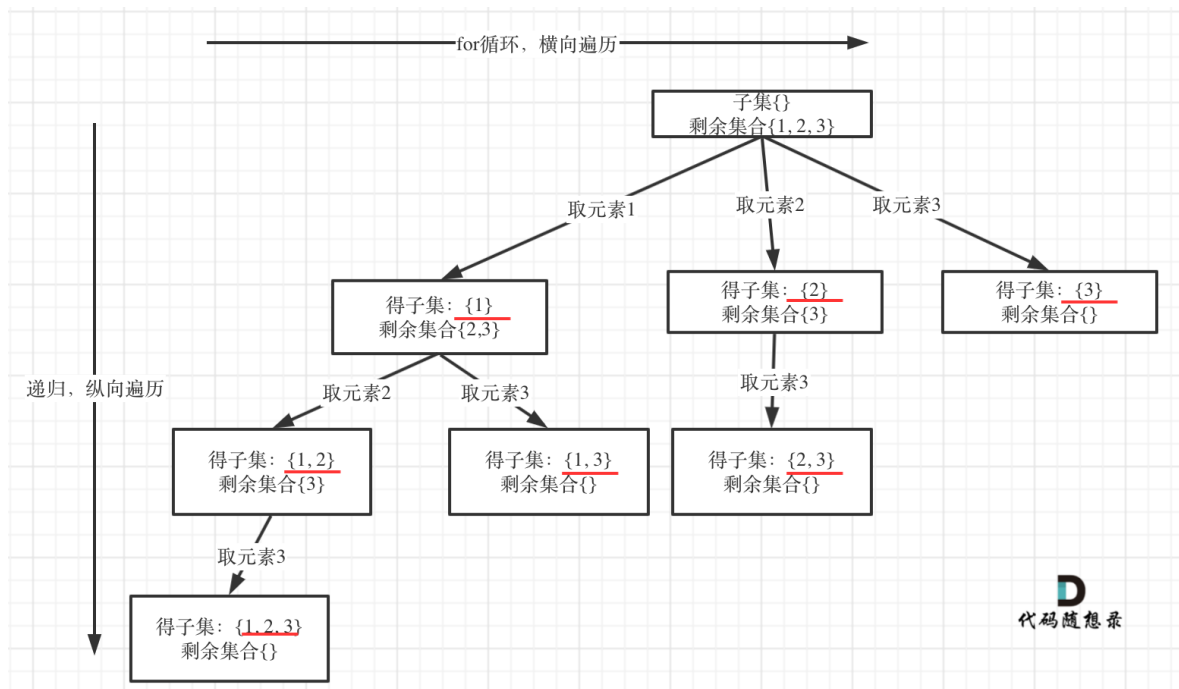 for循环，横向遍历
子集{}
剩余集合{1, 2, 3}
取元素1
取元素2
取元素3
得子集：{1}
剩余集合{2,3}
得子集：{2}
剩余集合{3}
得子集：{3}
剩余集合{}
递归，纵向遍历
取元素2
取元素3
取元素3
得子集：{1, 2}
剩余集合{3}
得子集：{1, 3}
剩余集合{}
得子集：{2, 3}
剩余集合{}
取元素3
得子集：{1, 2, 3}
剩余集合{}
D
代码随想录